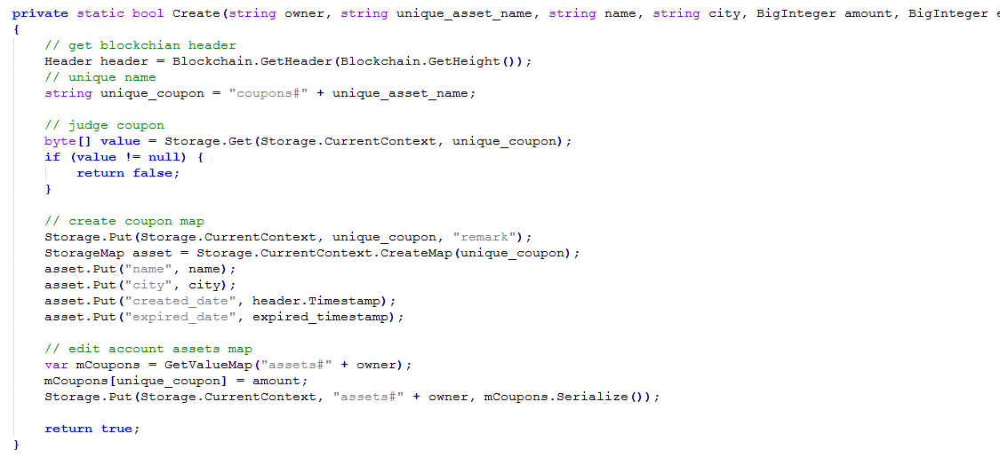 private static bool Create(string owner, string unique_asset_name, string name, string city, BigInteger amount, BigInteger
{
// get blockchian header
Header header = Blockchain.GetHeader(Blockchain.GetHeight());
// unique name
string unique_coupon = "coupons#" + unique_asset_name;
// judge coupon
byte[] value = Storage.Get(Storage.CurrentContext, unique_coupon);
if (value != null) {
return false;
}
// create coupon map
Storage.Put(Storage.CurrentContext, unique_coupon, "remark");
StorageMap asset = Storage.CurrentContext.CreateMap(unique_coupon);
asset.Put("name", name);
asset.Put("city", city);
asset.Put("created_date", header.Timestamp);
asset.Put("expired_date", expired_timestamp);
// edit account assets map
var mCoupons = GetValueMap("assets#" + owner);
mCoupons[unique_coupon] = amount;
Storage.Put(Storage.CurrentContext, "assets#" + owner, mCoupons.Serialize());
return true;
}